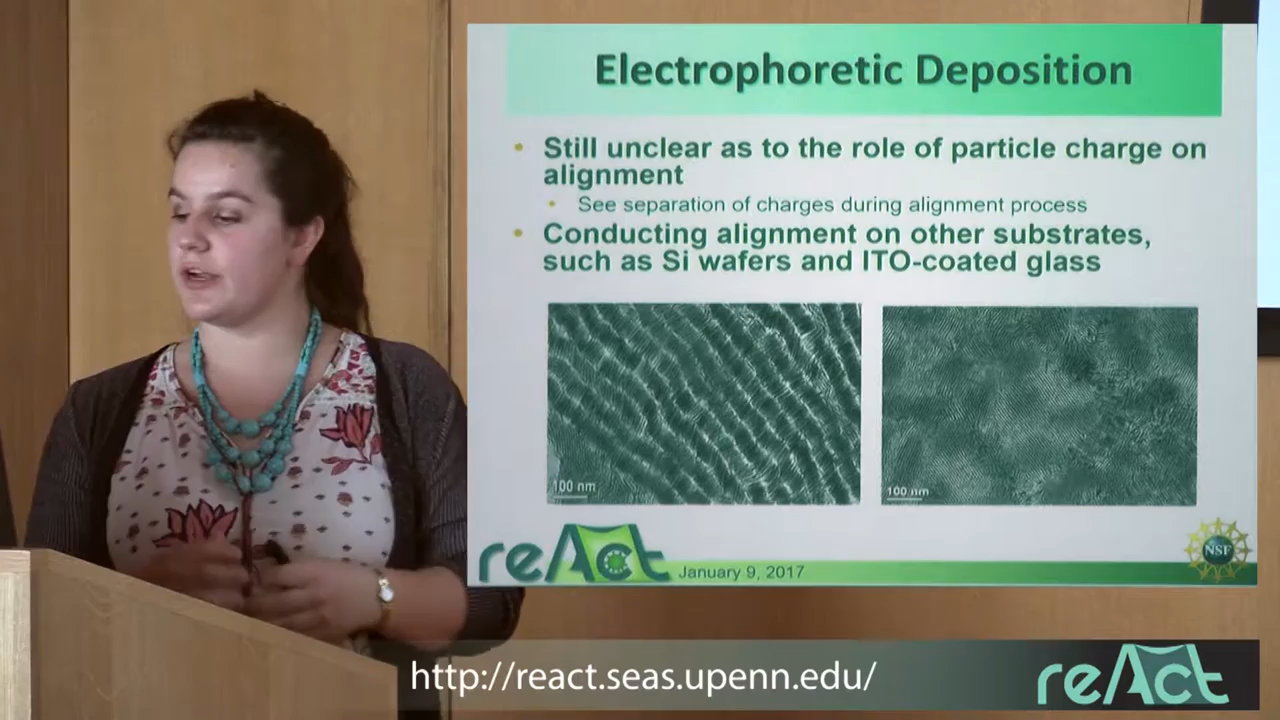 Electrophoretic Deposition
• Still unclear as to the role of particle charge on
alignment
• See separation of charges during alignment process
• Conducting alignment on other substrates,
such as Si wafers and ITO-coated glass
100 nm
100 nm
reAct
January 9, 2017
NSF
http://react.seas.upenn.edu/
reAct